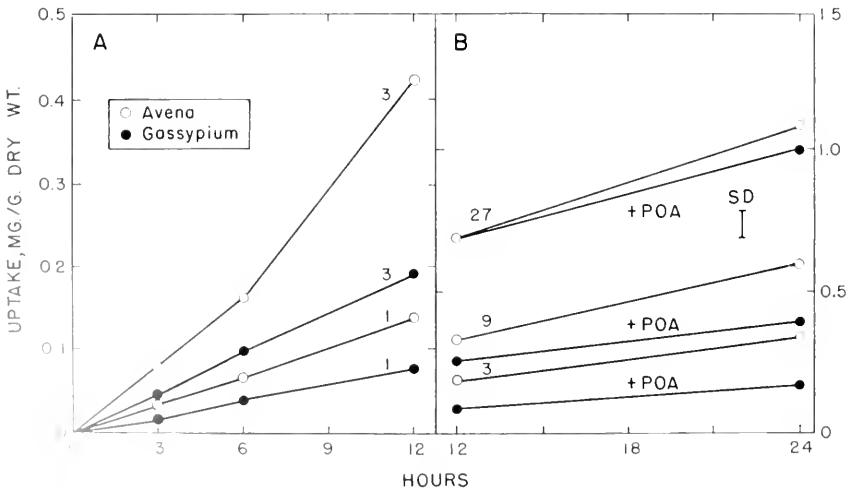 0.5
A
B
1 5
0.4
3
Avena
Gassypium
1.0
0.3
27
+ POA
SD
UPTAKE, MG./G. DRY WT.
0 2
3
9
0.5
1
+ POA
0 1
3
1
+ POA
0
3
6
9
12
12
18
24
HOURS